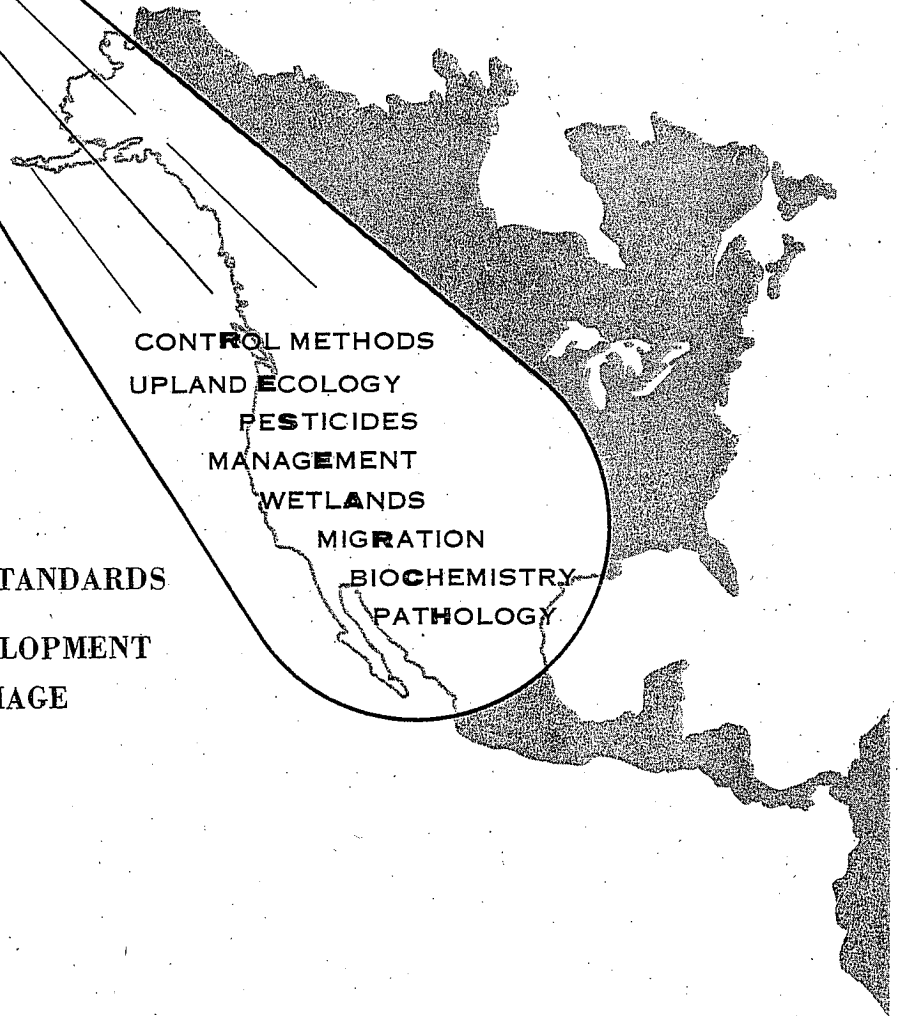 CONTROL METHODS
UPLAND ECOLOGY
PESTICIDES
MANAGEMENT
WETLANDS
MIGRATION
BIOCHEMISTRY
PATHOLOGY
TANDARDS
LOPMENT
IAGE